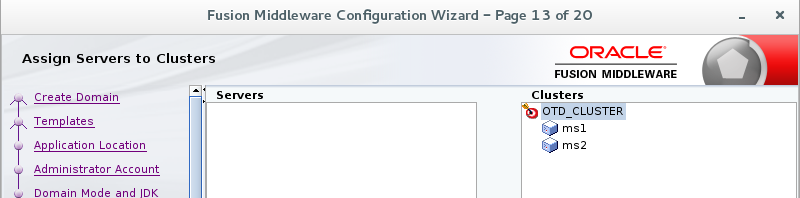 Fusion Middleware Configuration Wizard – Page 13 of 20
Assign Servers to Clusters
ORACLE
FUSION MIDDLEWARE
Create Domain
Templates
Application Location
Administrator Account
Domain Mode and JDK
Servers
Clusters
OTD_CLUSTER
ms1
ms2